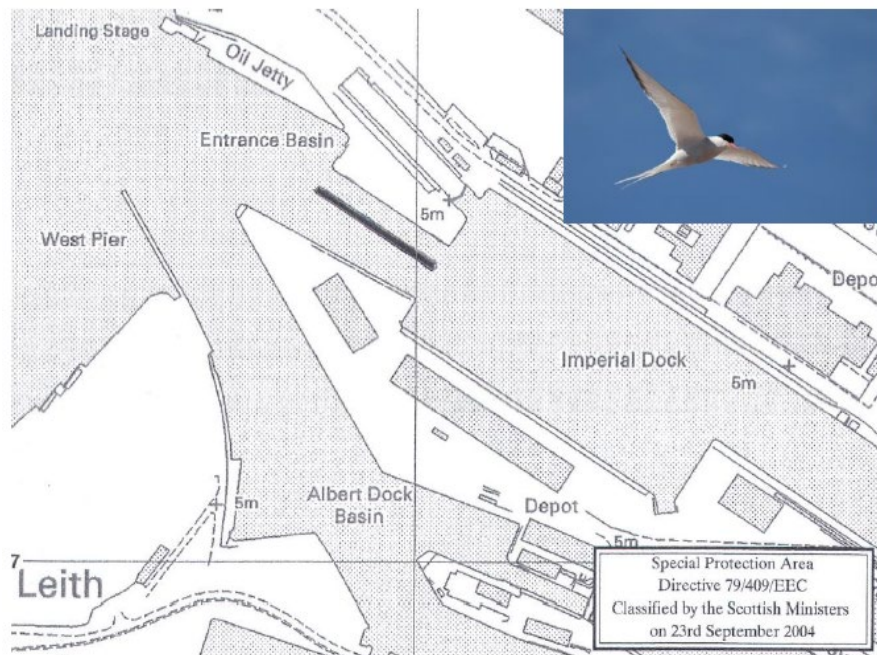 Landing Stage
Oil Jetty
Entrance Basin
5m
West Pier
Depo
Imperial Dock
5m
5m
Albert Dock
Basin
Depot
5m
7
Leith
Special Protection Area
Directive 79/409/EEC
Classified by the Scottish Ministers
on 23rd September 2004